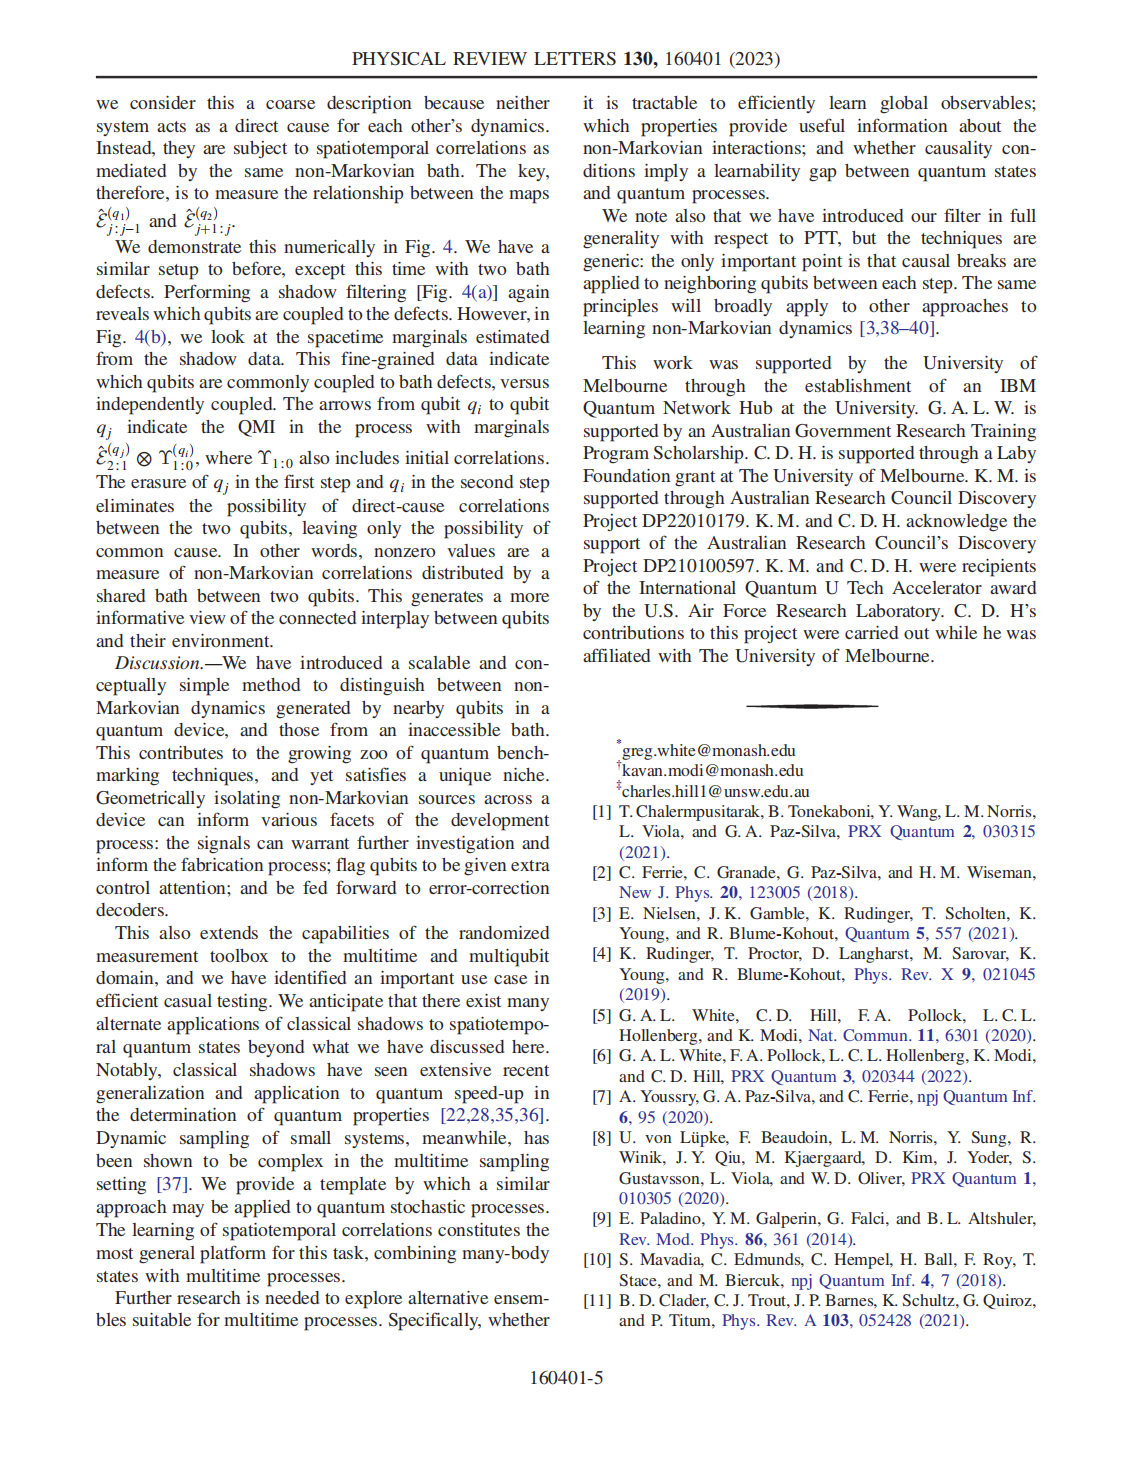 PHYSICAL REVIEW LETTERS 130, 160401 (2023)
we consider this a coarse description because neither
system acts as a direct cause for each other's dynamics.
Instead, they are subject to spatiotemporal correlations as
mediated by the same non-Markovian bath. The key,
therefore, is to measure the relationship between the maps
Ê^(q₁)_{j:j−1} and Ê^(q₂)_{j+1:j}.
We demonstrate this numerically in Fig. 4. We have a
similar setup to before, except this time with two bath
defects. Performing a shadow filtering [Fig. 4(a)] again
reveals which qubits are coupled to the defects. However, in
Fig. 4(b), we look at the spacetime marginals estimated
from the shadow data. This fine-grained data indicate
which qubits are commonly coupled to bath defects, versus
independently coupled. The arrows from qubit q_i to qubit
q_j indicate the QMI in the process with marginals
Ê^(q_j)_{2:1} ⊗ ϒ^(q_i)_{1:0}, where ϒ_{1:0} also includes initial correlations.
The erasure of q_j in the first step and q_i in the second step
eliminates the possibility of direct-cause correlations
between the two qubits, leaving only the possibility of
common cause. In other words, nonzero values are a
measure of non-Markovian correlations distributed by a
shared bath between two qubits. This generates a more
informative view of the connected interplay between qubits
and their environment.
Discussion.—We have introduced a scalable and con-
ceptually simple method to distinguish between non-
Markovian dynamics generated by nearby qubits in a
quantum device, and those from an inaccessible bath.
This contributes to the growing zoo of quantum bench-
marking techniques, and yet satisfies a unique niche.
Geometrically isolating non-Markovian sources across a
device can inform various facets of the development
process: the signals can warrant further investigation and
inform the fabrication process; flag qubits to be given extra
control attention; and be fed forward to error-correction
decoders.
This also extends the capabilities of the randomized
measurement toolbox to the multitime and multiqubit
domain, and we have identified an important use case in
efficient casual testing. We anticipate that there exist many
alternate applications of classical shadows to spatiotempo-
ral quantum states beyond what we have discussed here.
Notably, classical shadows have seen extensive recent
generalization and application to quantum speed-up in
the determination of quantum properties [22,28,35,36].
Dynamic sampling of small systems, meanwhile, has
been shown to be complex in the multitime sampling
setting [37]. We provide a template by which a similar
approach may be applied to quantum stochastic processes.
The learning of spatiotemporal correlations constitutes the
most general platform for this task, combining many-body
states with multitime processes.
Further research is needed to explore alternative ensem-
bles suitable for multitime processes. Specifically, whether
it is tractable to efficiently learn global observables;
which properties provide useful information about the
non-Markovian interactions; and whether causality con-
ditions imply a learnability gap between quantum states
and quantum processes.
We note also that we have introduced our filter in full
generality with respect to PTT, but the techniques are
generic: the only important point is that causal breaks are
applied to neighboring qubits between each step. The same
principles will broadly apply to other approaches to
learning non-Markovian dynamics [3,38–40].
This work was supported by the University of
Melbourne through the establishment of an IBM
Quantum Network Hub at the University. G. A. L. W. is
supported by an Australian Government Research Training
Program Scholarship. C. D. H. is supported through a Laby
Foundation grant at The University of Melbourne. K. M. is
supported through Australian Research Council Discovery
Project DP22010179. K. M. and C. D. H. acknowledge the
support of the Australian Research Council's Discovery
Project DP210100597. K. M. and C. D. H. were recipients
of the International Quantum U Tech Accelerator award
by the U.S. Air Force Research Laboratory. C. D. H's
contributions to this project were carried out while he was
affiliated with The University of Melbourne.
*greg.white@monash.edu
†kavan.modi@monash.edu
‡charles.hill1@unsw.edu.au
[1] T. Chalermpusitarak, B. Tonekaboni, Y. Wang, L. M. Norris,
L. Viola, and G. A. Paz-Silva, PRX Quantum 2, 030315
(2021).
[2] C. Ferrie, C. Granade, G. Paz-Silva, and H. M. Wiseman,
New J. Phys. 20, 123005 (2018).
[3] E. Nielsen, J. K. Gamble, K. Rudinger, T. Scholten, K.
Young, and R. Blume-Kohout, Quantum 5, 557 (2021).
[4] K. Rudinger, T. Proctor, D. Langharst, M. Sarovar, K.
Young, and R. Blume-Kohout, Phys. Rev. X 9, 021045
(2019).
[5] G. A. L. White, C. D. Hill, F. A. Pollock, L. C. L.
Hollenberg, and K. Modi, Nat. Commun. 11, 6301 (2020).
[6] G. A. L. White, F. A. Pollock, L. C. L. Hollenberg, K. Modi,
and C. D. Hill, PRX Quantum 3, 020344 (2022).
[7] A. Youssry, G. A. Paz-Silva, and C. Ferrie, npj Quantum Inf.
6, 95 (2020).
[8] U. von Lüpke, F. Beaudoin, L. M. Norris, Y. Sung, R.
Winik, J. Y. Qiu, M. Kjaergaard, D. Kim, J. Yoder, S.
Gustavsson, L. Viola, and W. D. Oliver, PRX Quantum 1,
010305 (2020).
[9] E. Paladino, Y. M. Galperin, G. Falci, and B. L. Altshuler,
Rev. Mod. Phys. 86, 361 (2014).
[10] S. Mavadia, C. Edmunds, C. Hempel, H. Ball, F. Roy, T.
Stace, and M. Biercuk, npj Quantum Inf. 4, 7 (2018).
[11] B. D. Clader, C. J. Trout, J. P. Barnes, K. Schultz, G. Quiroz,
and P. Titum, Phys. Rev. A 103, 052428 (2021).
160401-5